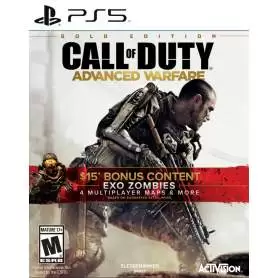 PS5
GOLD EDITION
CALL OF DUTY
ADVANCED WARFARE
$15* BONUS CONTENT
EXO ZOMBIES
4 MULTIPLAYER MAPS & MORE
MATURE 17+
M
ESRB
SLEDGEHAMMER
ACTIVISION